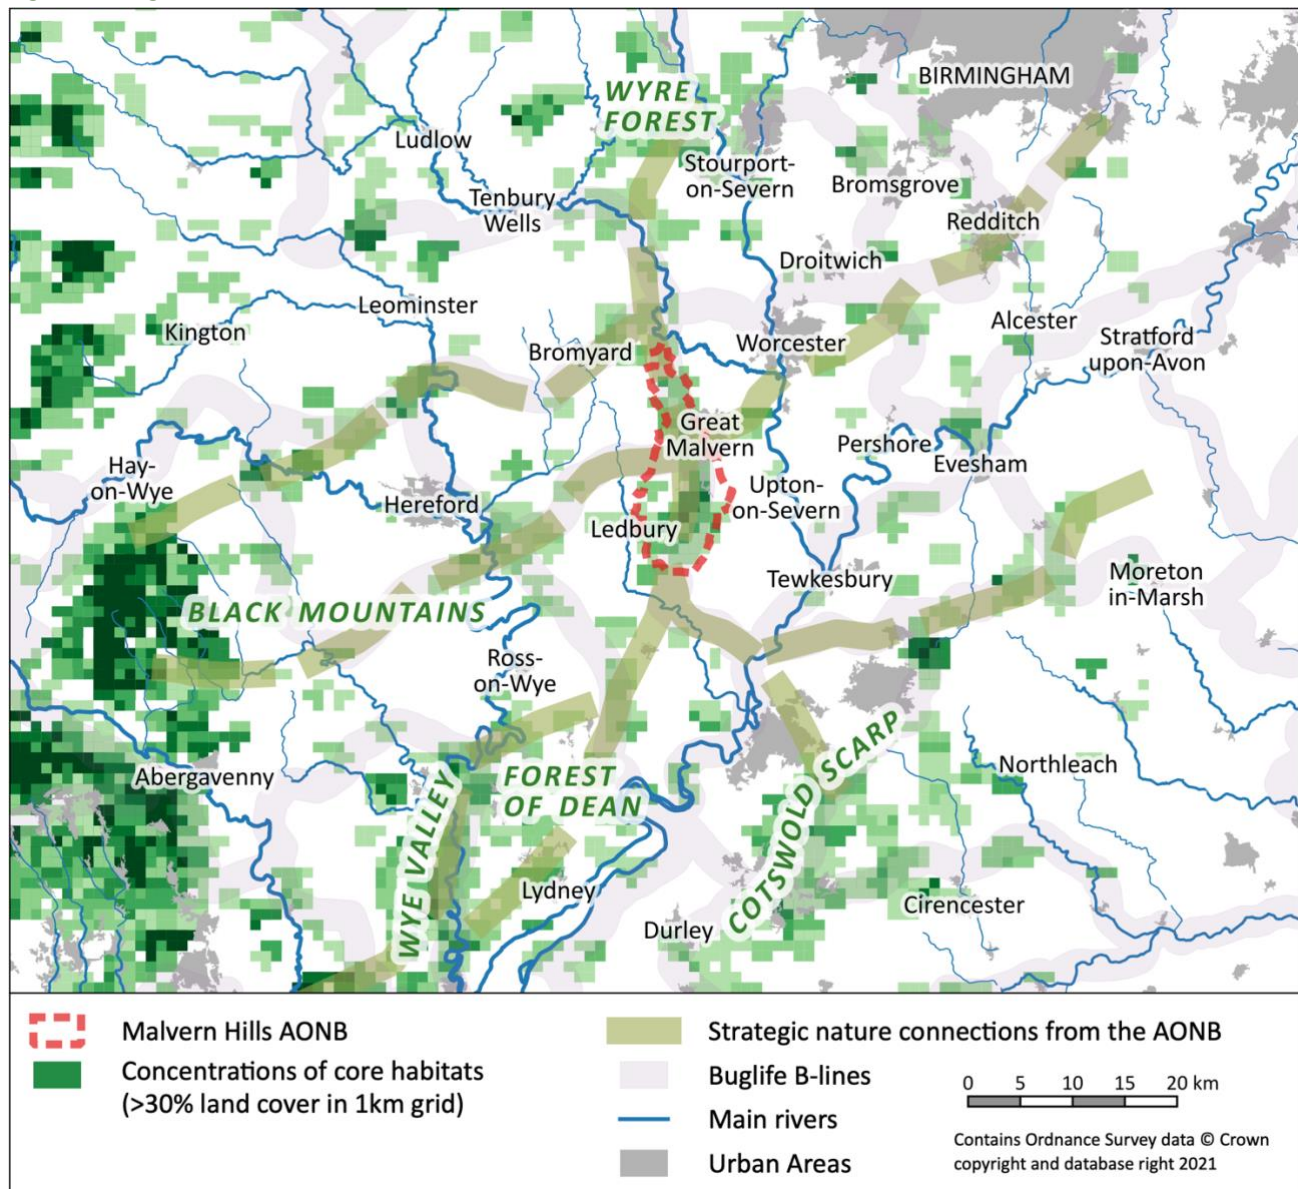 BIRMINGHAM
WYRE
FOREST
Ludlow
Stourport-
on-Severn
Bromsgrove
Tenbury
Wells
Redditch
Droitwich
Leominster
Kington
Alcester
Stratford
upon-Avon
Bromyard
Worcester
Great
Malvern
Pershore
Evesham
Hay-
on-Wye
Hereford
Upton-
on-Severn
Ledbury
Tewkesbury
Moreton
in-Marsh
BLACK MOUNTAINS
Ross-
on-Wye
Abergavenny
WYE VALLEY
FOREST
OF DEAN
COTSWOLD SCARP
Northleach
Lydney
Durley
Cirencester
Malvern Hills AONB
Concentrations of core habitats
(>30% land cover in 1km grid)
Strategic nature connections from the AONB
Buglife B-lines
Main rivers
Urban Areas
0 5 10 15 20 km
Contains Ordnance Survey data © Crown
copyright and database right 2021